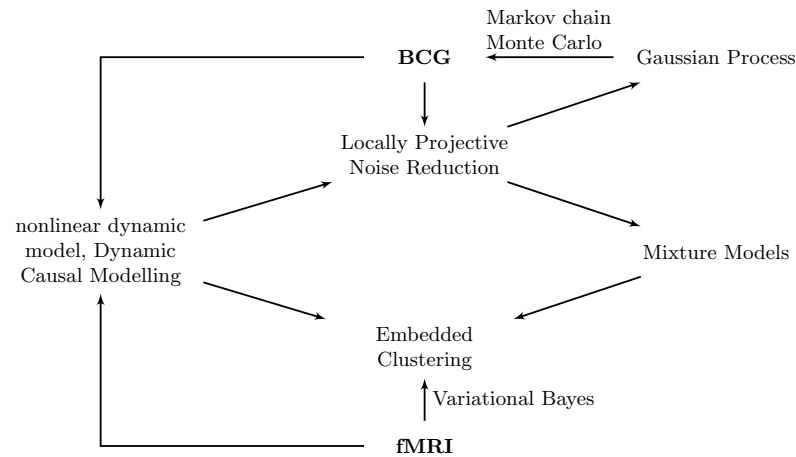 Markov chain
Monte Carlo
BCG
Gaussian Process
Locally Projective
Noise Reduction
nonlinear dynamic
model, Dynamic
Causal Modelling
Mixture Models
Embedded
Clustering
Variational Bayes
fMRI